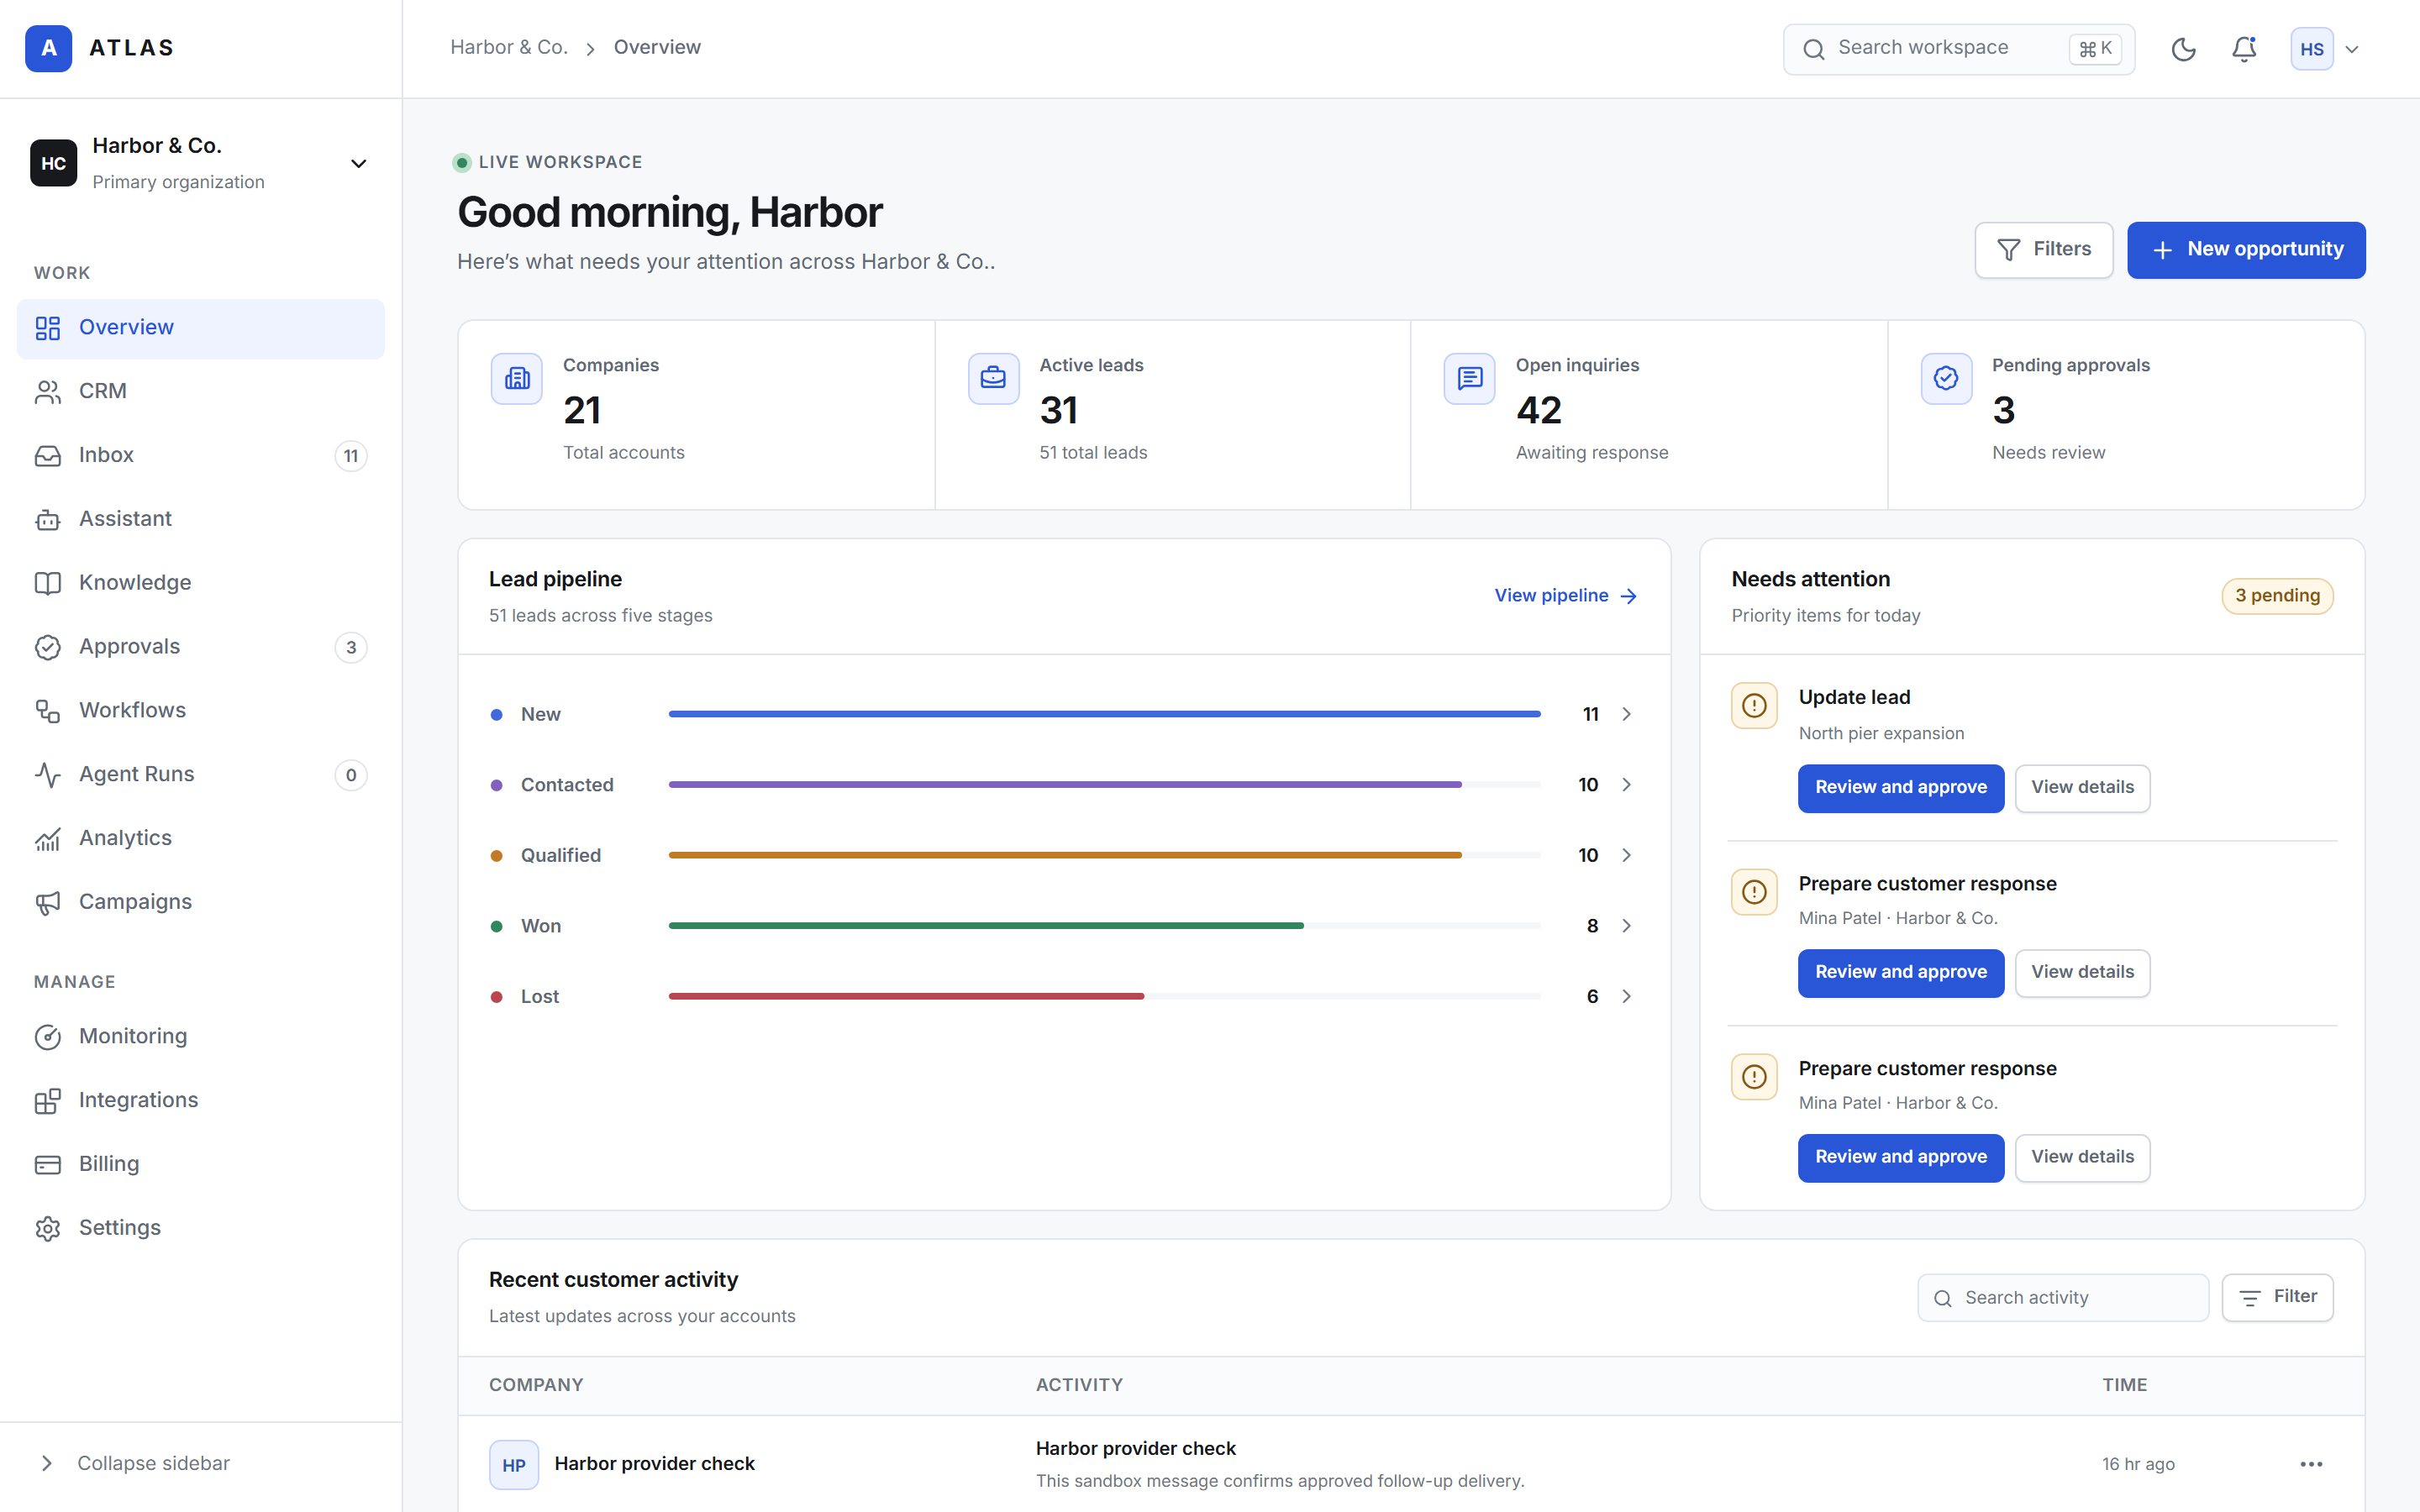 A ATLAS
Harbor & Co. Overview
Search workspace ⌘ K
HS
HC Harbor & Co.
Primary organization
WORK
Overview
CRM
Inbox 11
Assistant
Knowledge
Approvals 3
Workflows
Agent Runs 0
Analytics
Campaigns
MANAGE
Monitoring
Integrations
Billing
Settings
Collapse sidebar
LIVE WORKSPACE
Good morning, Harbor
Here’s what needs your attention across Harbor & Co..
Filters
New opportunity
Companies
21
Total accounts
Active leads
31
51 total leads
Open inquiries
42
Awaiting response
Pending approvals
3
Needs review
Lead pipeline
51 leads across five stages
View pipeline
New 11
Contacted 10
Qualified 10
Won 8
Lost 6
Needs attention
Priority items for today
3 pending
Update lead
North pier expansion
Review and approve View details
Prepare customer response
Mina Patel · Harbor & Co.
Review and approve View details
Prepare customer response
Mina Patel · Harbor & Co.
Review and approve View details
Recent customer activity
Latest updates across your accounts
Search activity
Filter
COMPANY ACTIVITY TIME
HP Harbor provider check
Harbor provider check
This sandbox message confirms approved follow-up delivery.
16 hr ago